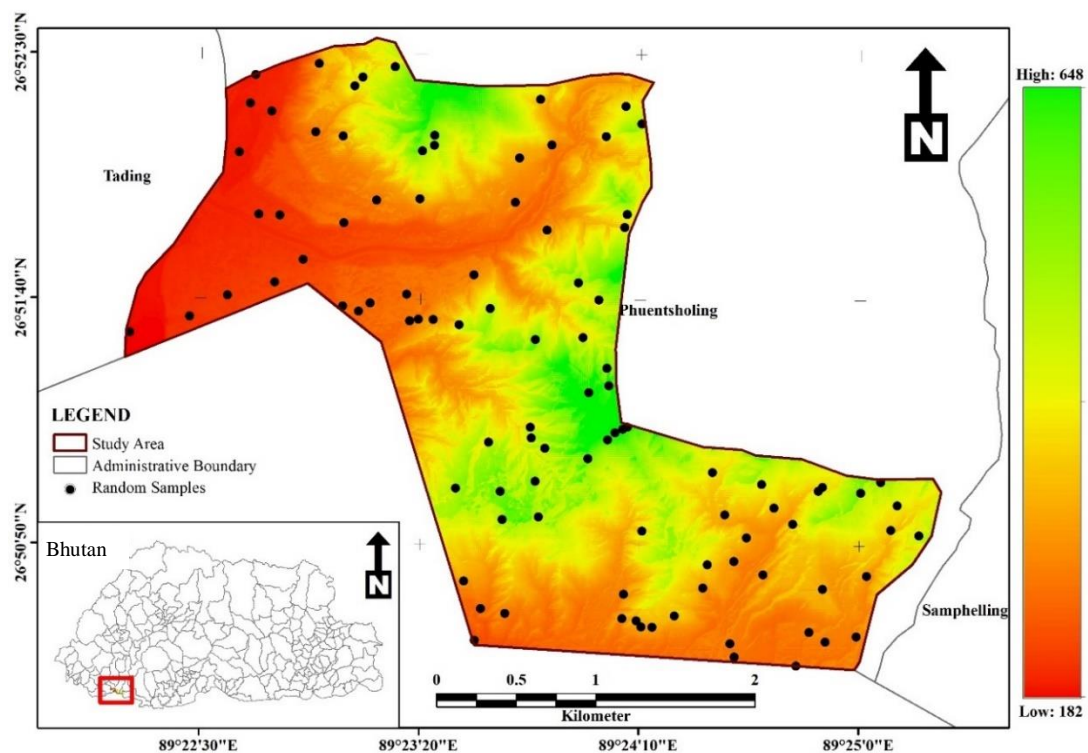 26°52'30"N
26°51'40"N
26°50'50"N
N
High: 648
Tading
Phuentsholing
LEGEND
Study Area
Administrative Boundary
Random Samples
Bhutan
N
Samphelling
0 0.5 1 2
Kilometer
Low: 182
89°22'30"E 89°23'20"E 89°24'10"E 89°25'0"E